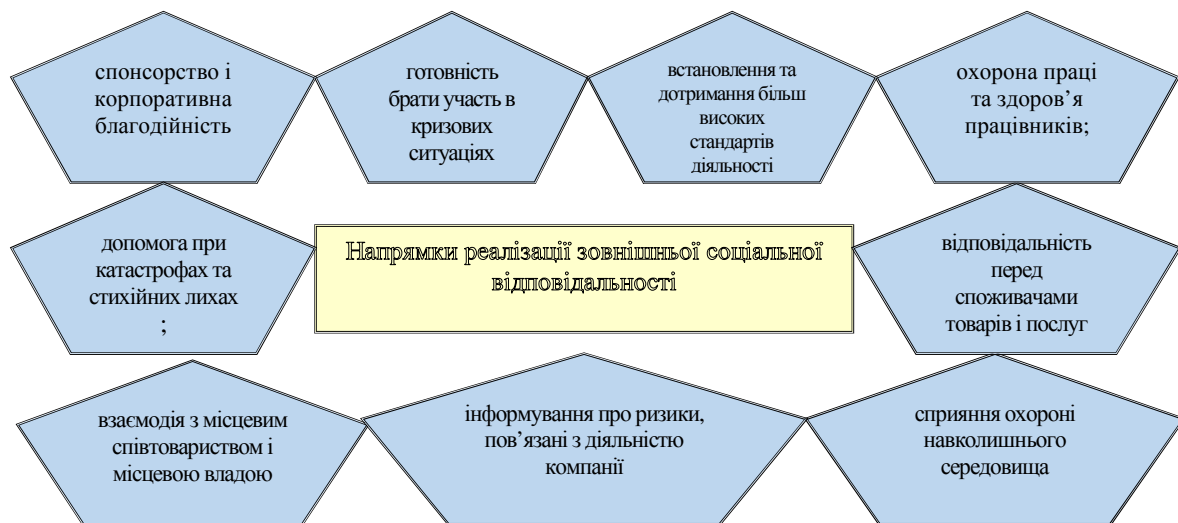 спонсорство і
корпоративна
благодійність
готовність
брати участь в
кризових
ситуаціях
встановлення та
дотримання більш
високих
стандартів
діяльності
охорона праці
та здоров’я
працівників;
допомога при
катастрофах та
стихійних лихах
;
Напрямки реалізації зовнішньої соціальної
відповідальності
відповідальність
перед
споживачами
товарів і послуг
взаємодія з місцевим
співтовариством і
місцевою владою
інформування про ризики,
пов’язані з діяльністю
компанії
сприяння охороні
навколишнього
середовища